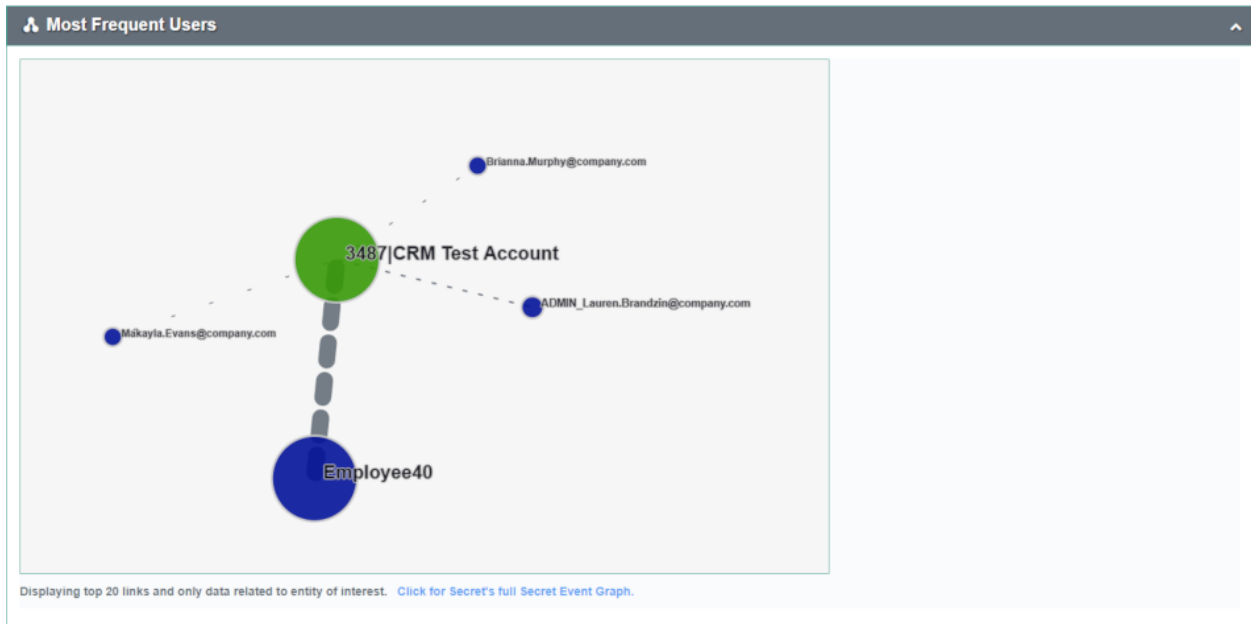 Most Frequent Users
Brianna.Murphy@company.com
3487|CRM Test Account
ADMIN_Lauren.Brandzin@company.com
Makayla.Evans@company.com
Employee40
Displaying top 20 links and only data related to entity of interest. Click for Secret's full Secret Event Graph.